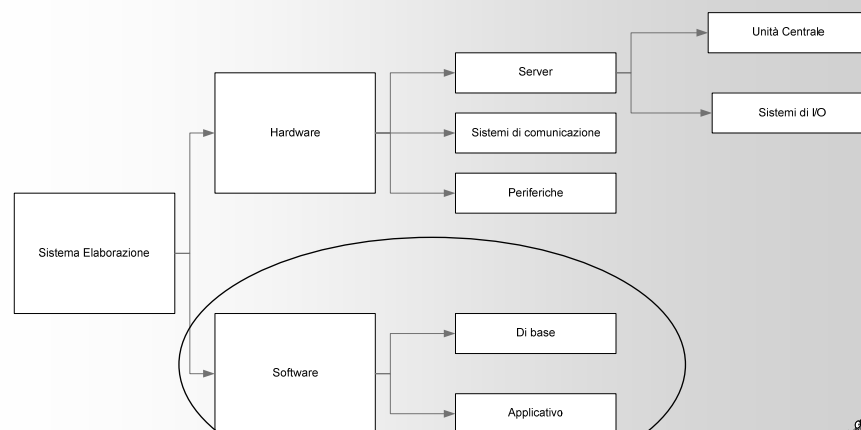 Unità Centrale
Server
Sistemi di I/O
Hardware
Sistemi di comunicazione
Periferiche
Sistema Elaborazione
Di base
Software
Applicativo